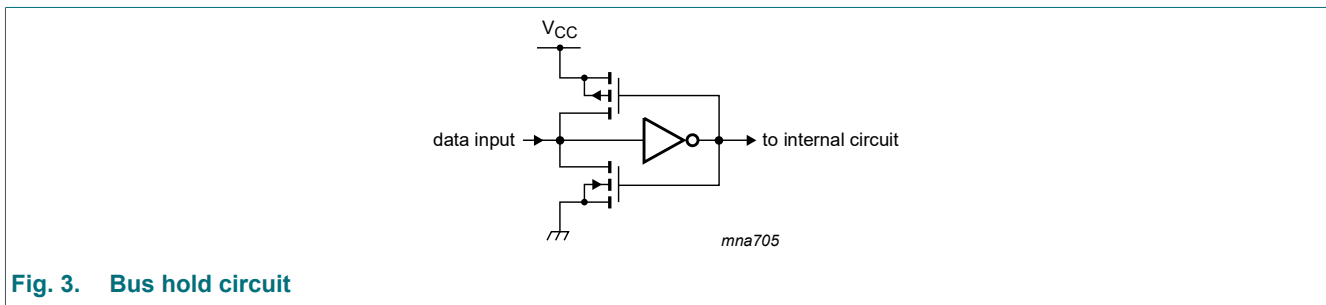 VCC
data input
to internal circuit
mna705
Fig. 3. Bus hold circuit